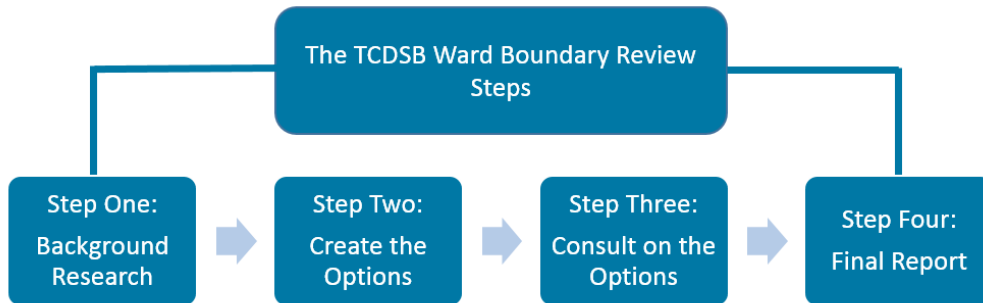 The TCDSB Ward Boundary Review
Steps
Step One:
Background
Research
Step Two:
Create the
Options
Step Three:
Consult on the
Options
Step Four:
Final Report